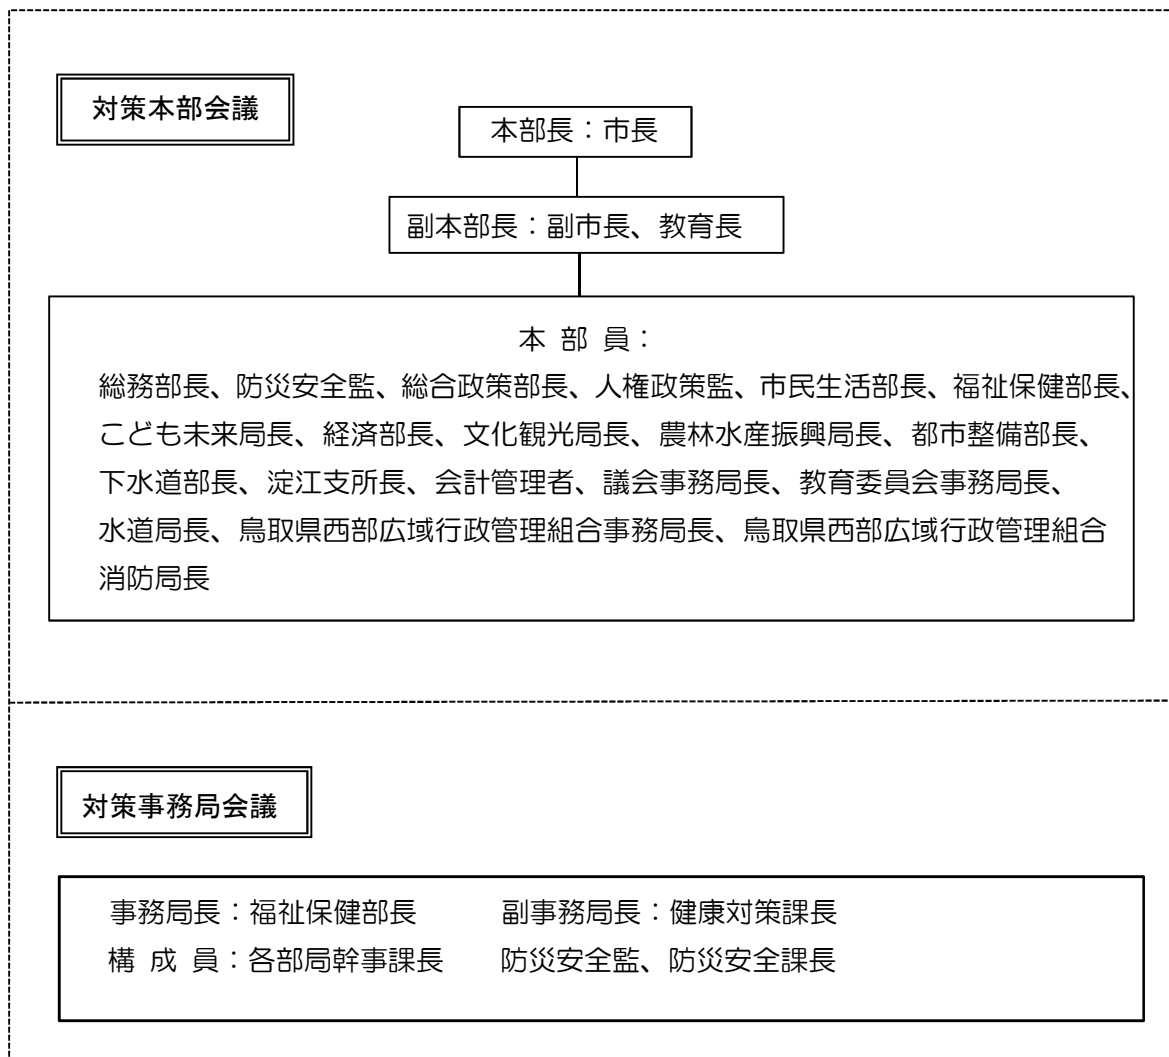 対策本部会議
本部長：市長
副本部長：副市長、教育長
本 部 員：
総務部長、防災安全監、総合政策部長、人権政策監、市民生活部長、福祉保健部長、
こども未来局長、経済部長、文化観光局長、農林水産振興局長、都市整備部長、
下水道部長、淀江支所長、会計管理者、議会事務局長、教育委員会事務局長、
水道局長、鳥取県西部広域行政管理組合事務局長、鳥取県西部広域行政管理組合
消防局長
対策事務局会議
事務局長：福祉保健部長　　　副事務局長：健康対策課長
構 成 員：各部局幹事課長　　防災安全監、防災安全課長